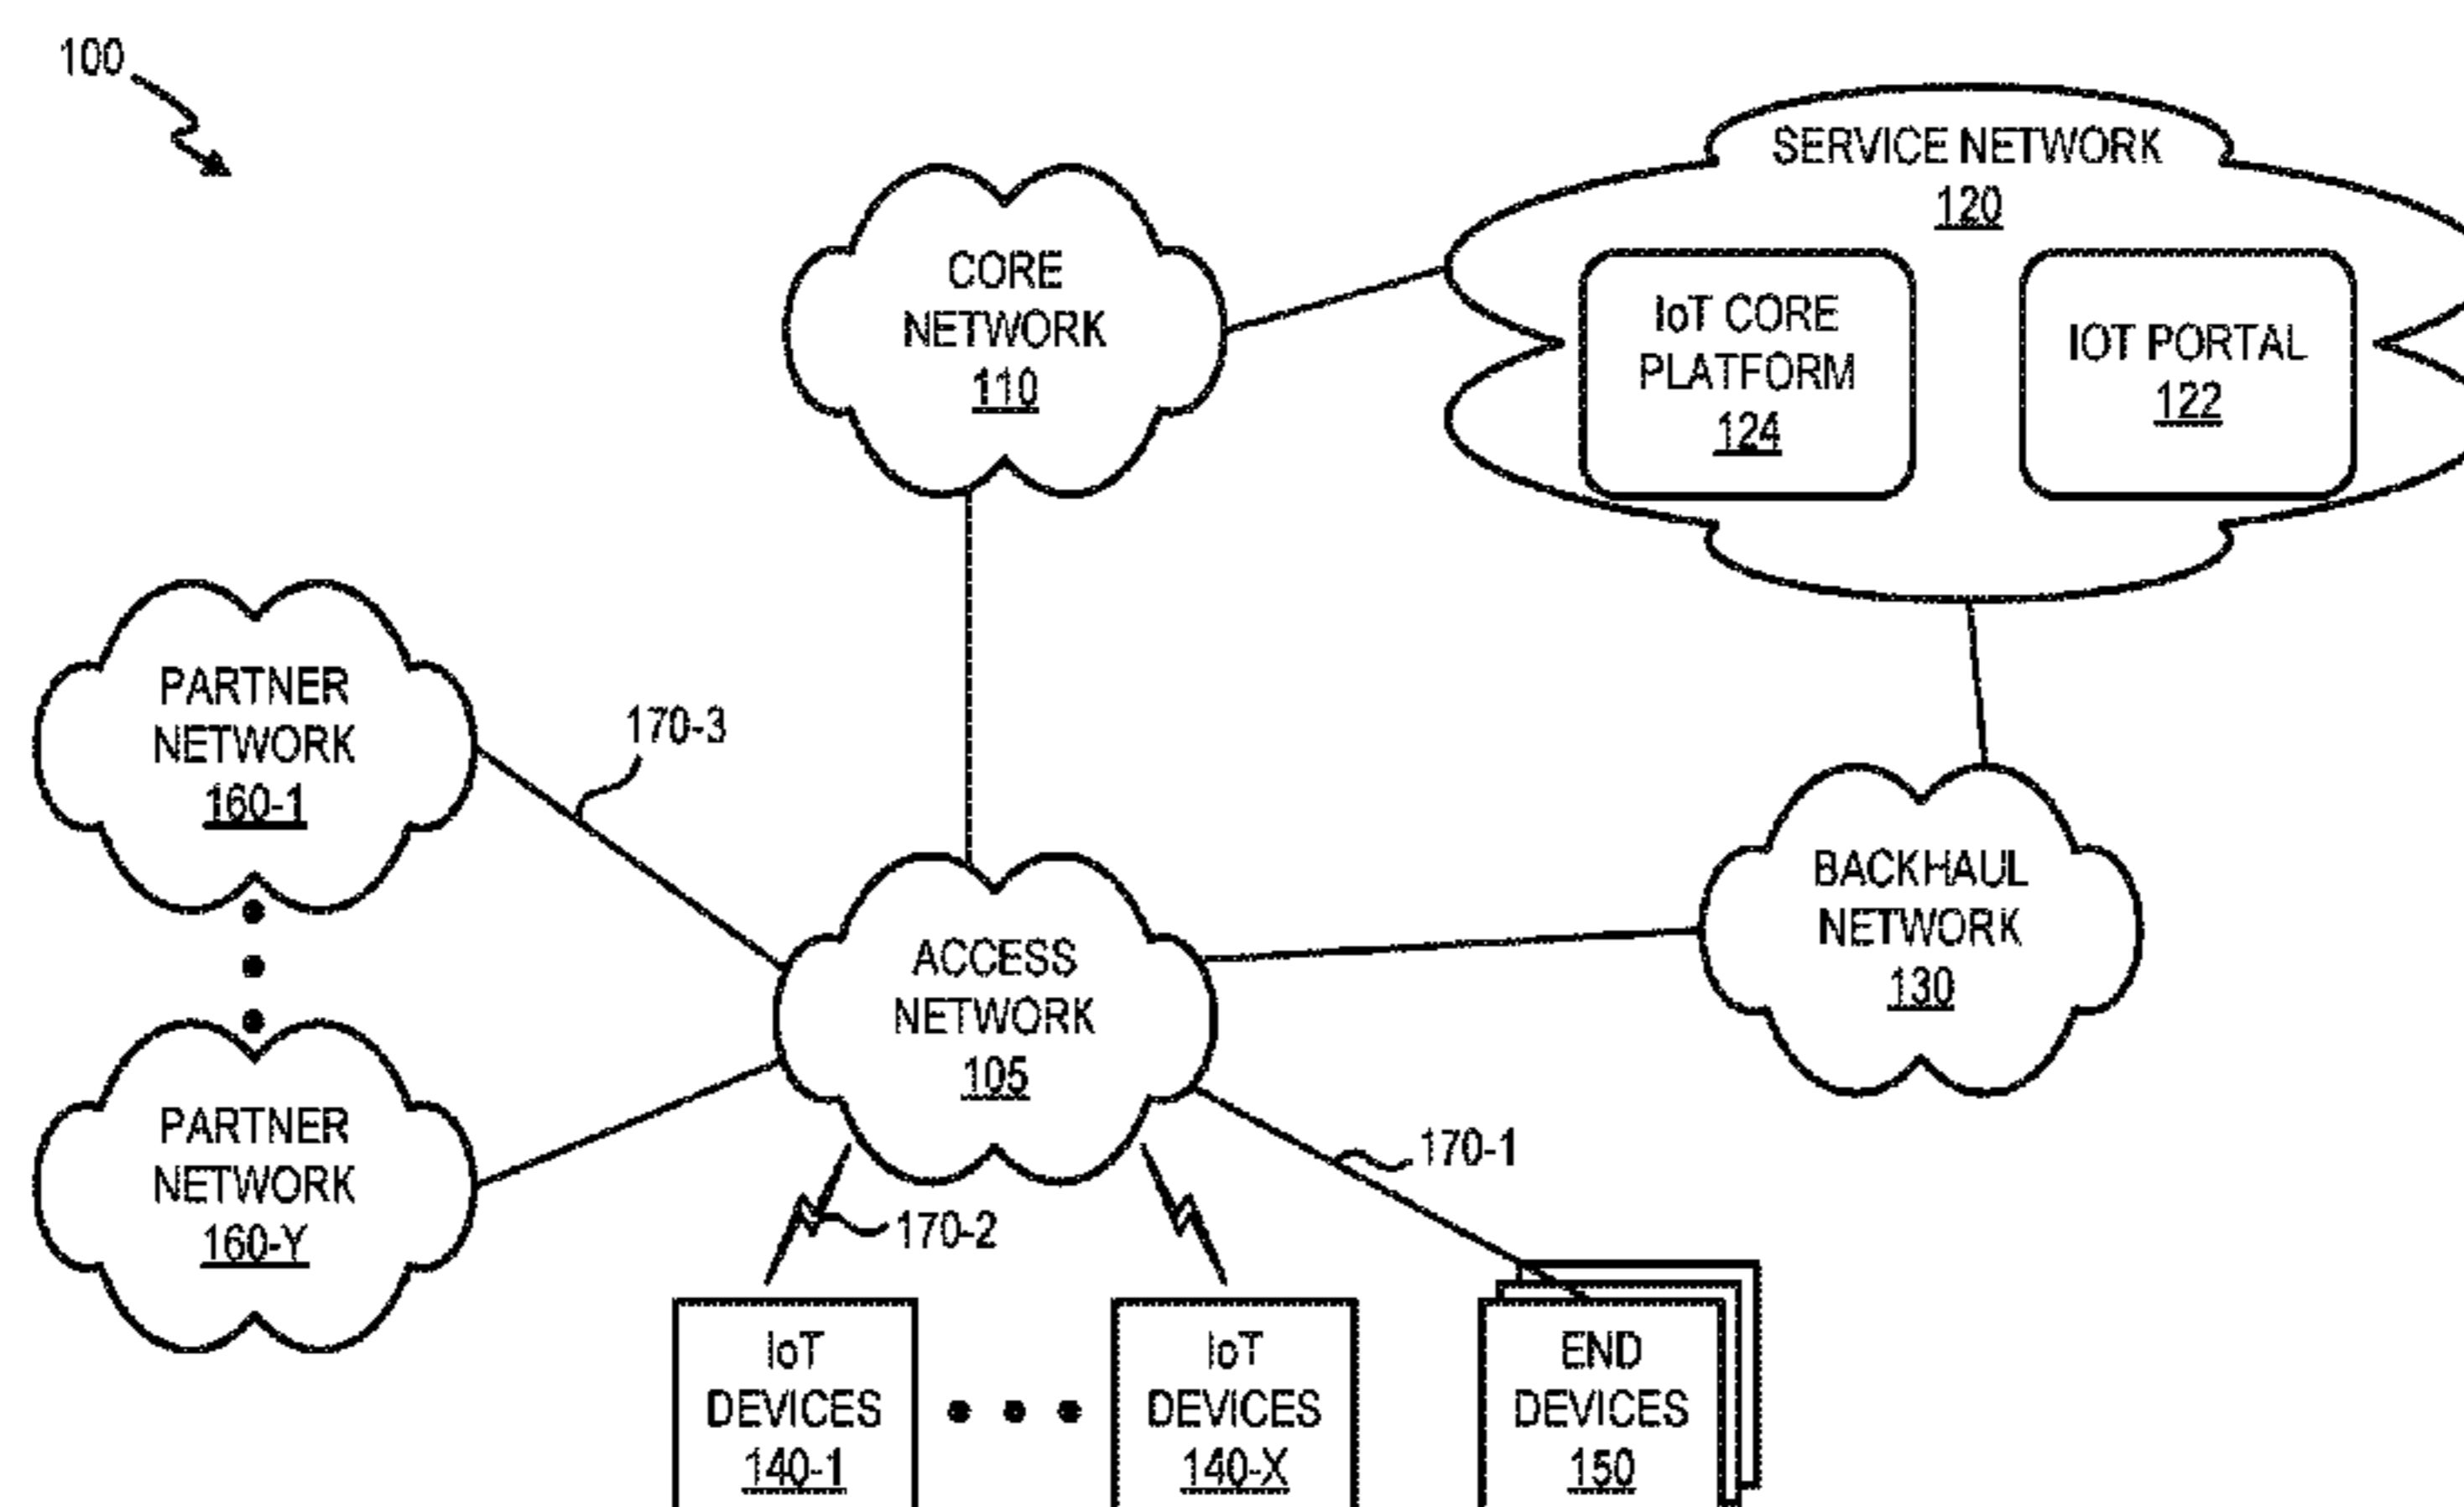 100
SERVICE NETWORK
120
CORE
NETWORK
110
IoT CORE
PLATFORM
124
IOT PORTAL
122
PARTNER
NETWORK
160-1
170-3
BACKHAUL
NETWORK
130
ACCESS
NETWORK
105
PARTNER
NETWORK
160-Y
170-1
170-2
IoT
DEVICES
140-1
IoT
DEVICES
140-X
END
DEVICES
150